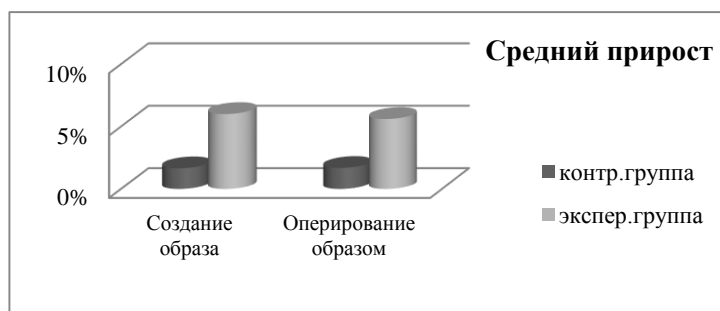 Средний прирост
10%
5%
0%
Создание
образа
Оперирование
образом
контр.группа
экспер.группа